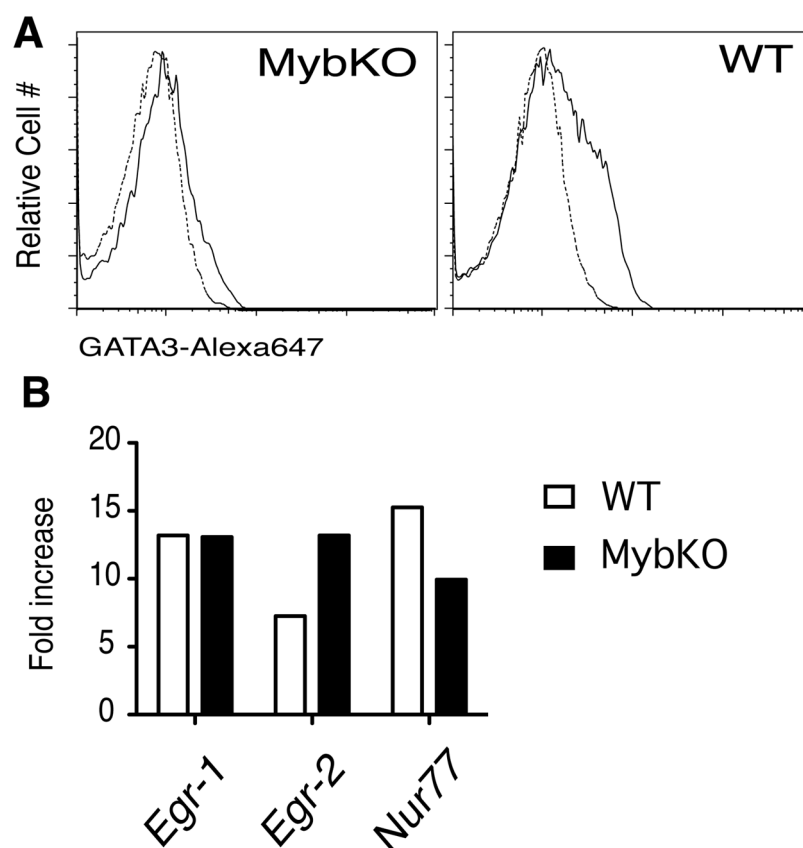 A
MybKO
WT
Relative Cell #
GATA3-Alexa647
B
Fold increase
20
15
10
5
0
WT
MybKO
Egr-1
Egr-2
Nur77